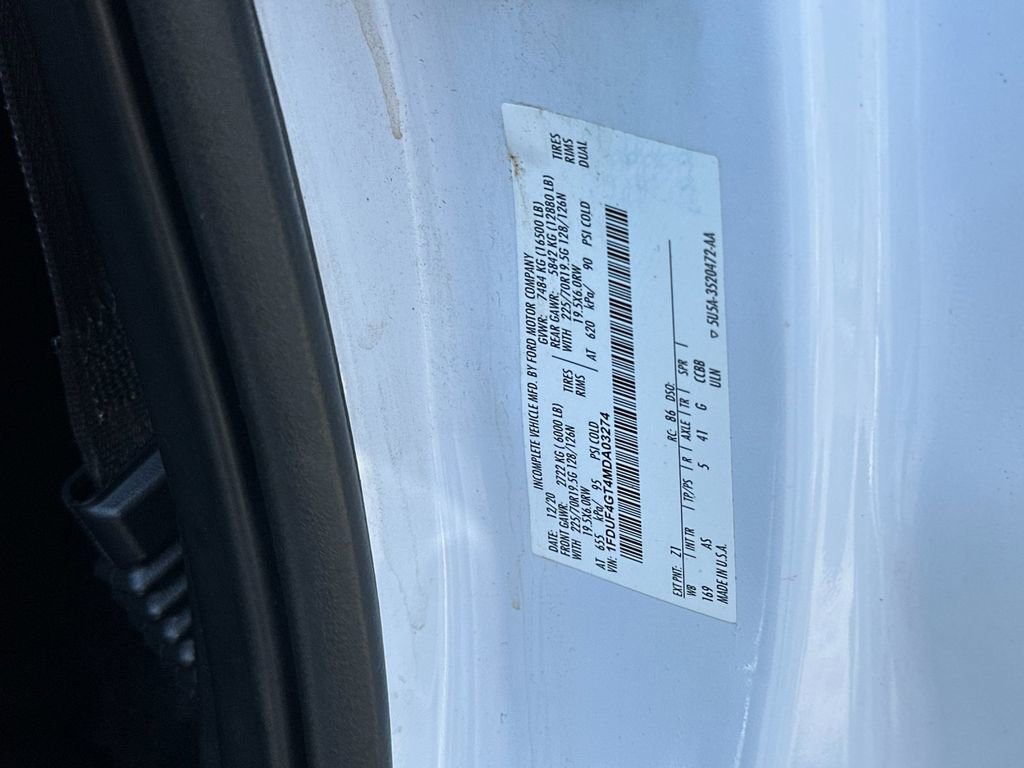 INCOMPLETE VEHICLE MFD. BY FORD MOTOR COMPANY
DATE: 12/20 GVWR: 7484 KG (16500 LB)
FRONT GAWR: 2722 KG ( 6000 LB) REAR GAWR: 5842 KG (12880 LB)
WITH 225/70R19.5G 128/126N TIRES WITH 225/70R19.5G 128/126N TIRES
19.5X6.0RW RIMS 19.5X6.0RW RIMS
AT 655 kPa/ 95 PSI COLD AT 620 kPa/ 90 PSI COLD DUAL
VIN: 1FDUF4GT4MDA03274
EXT PNT: Z1 RC: B6 DSO:
WB INT TR TP/PS R AXLE TR SPR
169 AS 5 41 G CCBB
MADE IN U.S.A. ULN ▽ 5U5A-3520472-AA